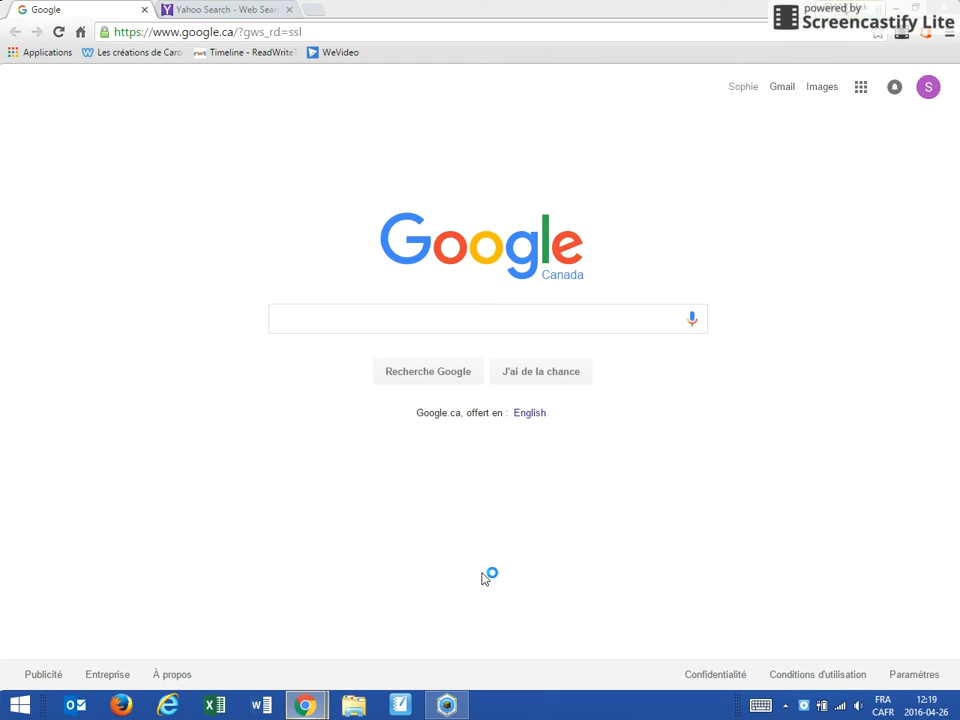 Google
Yahoo Search - Web Sear
powered by
Screencastify Lite
https://www.google.ca/?gws_rd=ssl
Applications
Les créations de Caro
rwt Timeline - ReadWrite
WeVideo
Sophie Gmail Images S
Google
Canada
Recherche Google
J'ai de la chance
Google.ca, offert en : English
Publicité Entreprise À propos
Confidentialité Conditions d'utilisation Paramètres
FRA 12:19
CAFR 2016-04-26